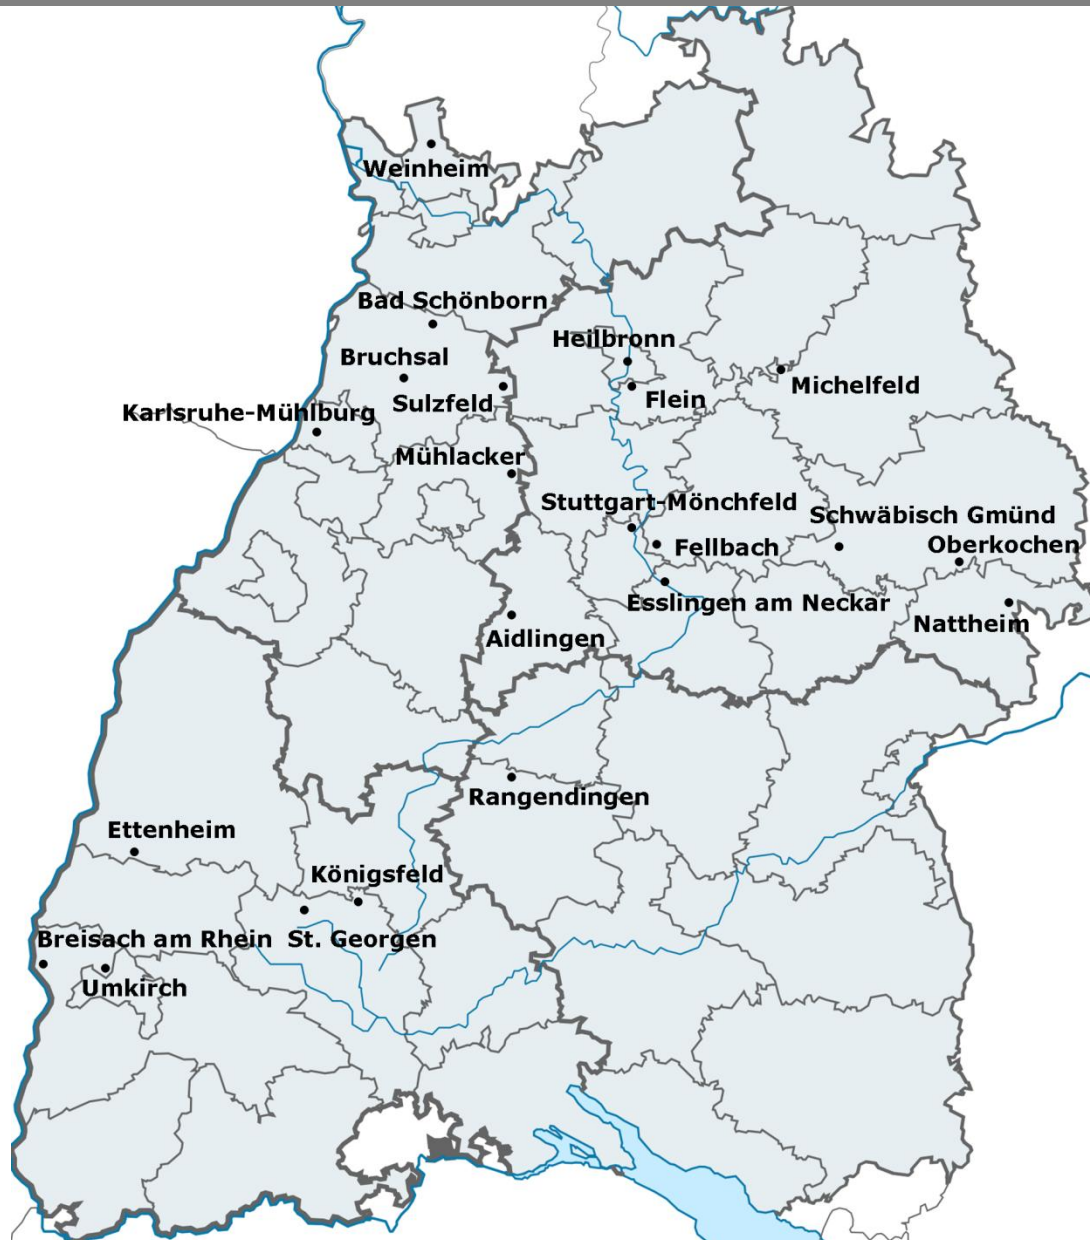 Weinheim
Bad Schönborn
Heilbronn
Bruchsal
Michelfeld
Sulzfeld
Flein
Karlsruhe-Mühlburg
Mühlacker
Stuttgart-Mönchfeld
Schwäbisch Gmünd
Fellbach
Oberkochen
Esslingen am Neckar
Nattheim
Aidlingen
Rangendingen
Ettenheim
Königsfeld
Breisach am Rhein
St. Georgen
Umkirch